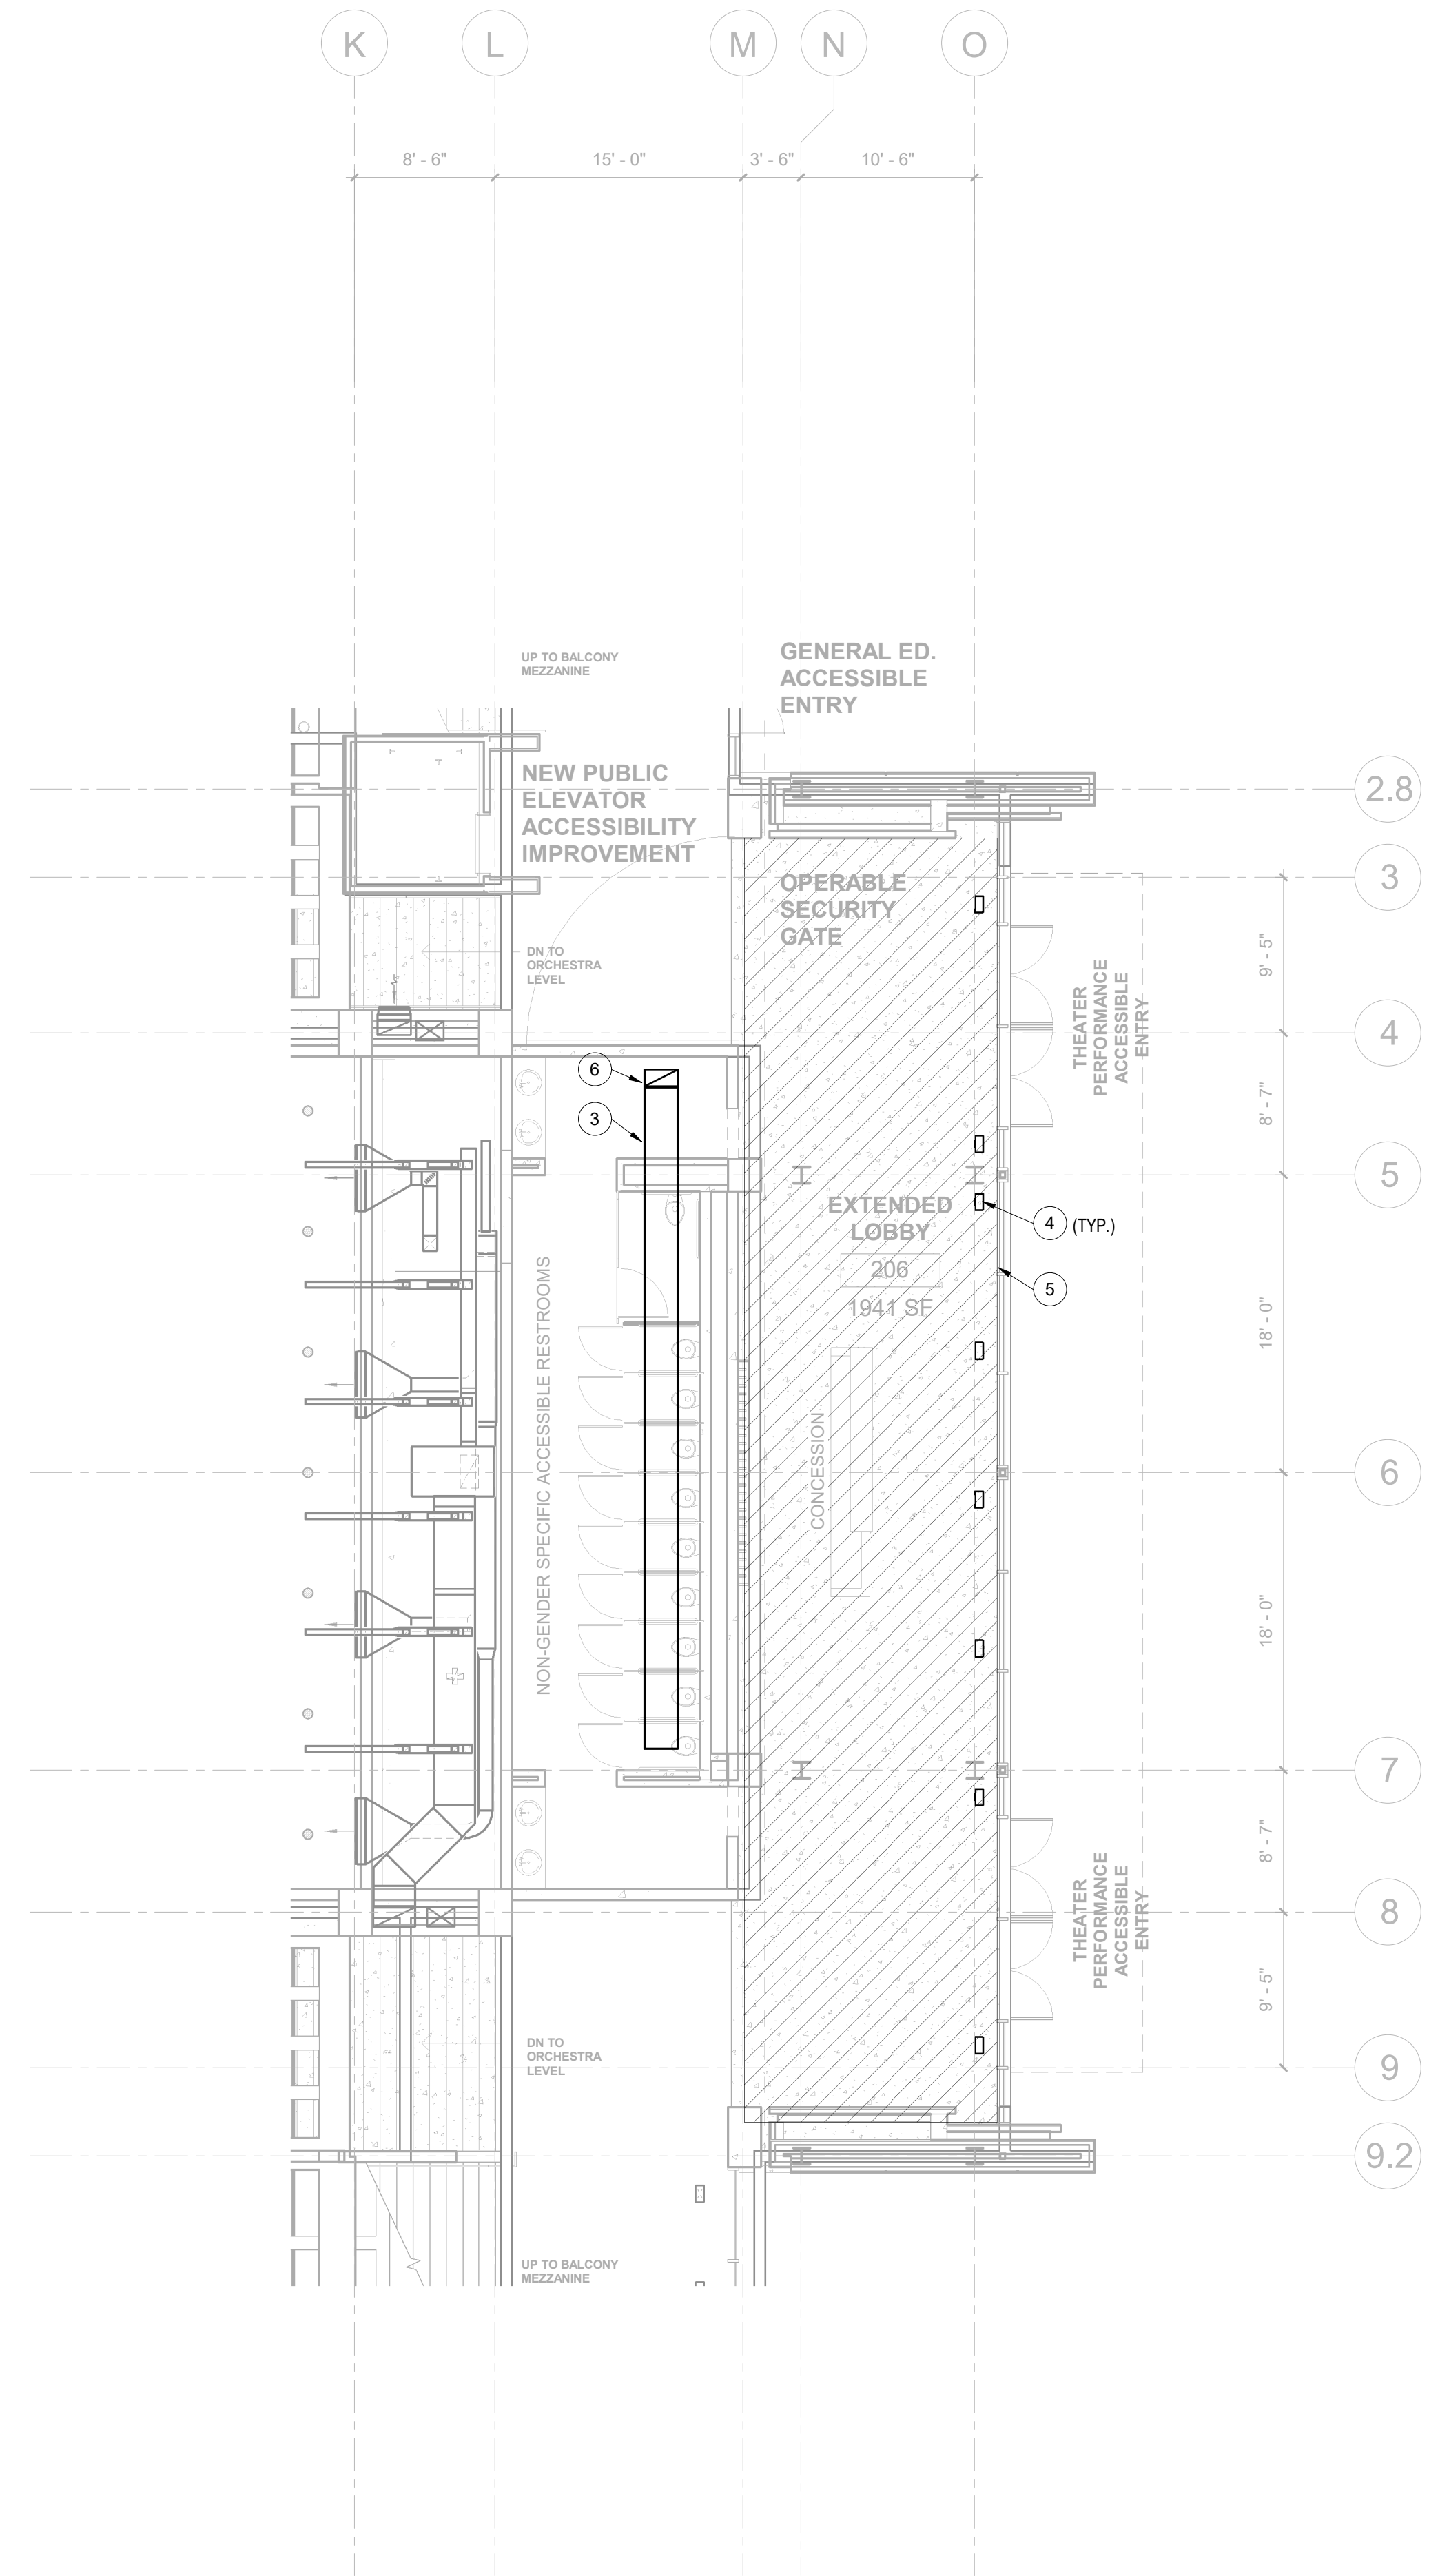 K
L
M
N
O
8' - 6"
15' - 0"
3' - 6"
10' - 6"
UP TO BALCONY
MEZZANINE
GENERAL ED.
ACCESSIBLE
ENTRY
NEW PUBLIC
ELEVATOR
ACCESSIBILITY
IMPROVEMENT
2.8
OPERABLE
SECURITY
GATE
3
DN TO
ORCHESTRA
LEVEL
9' - 5"
THEATER
PERFORMANCE
ACCESSIBLE
ENTRY
4
6
3
8' - 7"
5
EXTENDED
LOBBY
206
1941 SF
4
(TYP.)
5
18' - 0"
NON-GENDER SPECIFIC ACCESSIBLE RESTROOMS
CONCESSION
6
18' - 0"
7
8' - 7"
THEATER
PERFORMANCE
ACCESSIBLE
ENTRY
8
9' - 5"
DN TO
ORCHESTRA
LEVEL
9
9.2
UP TO BALCONY
MEZZANINE